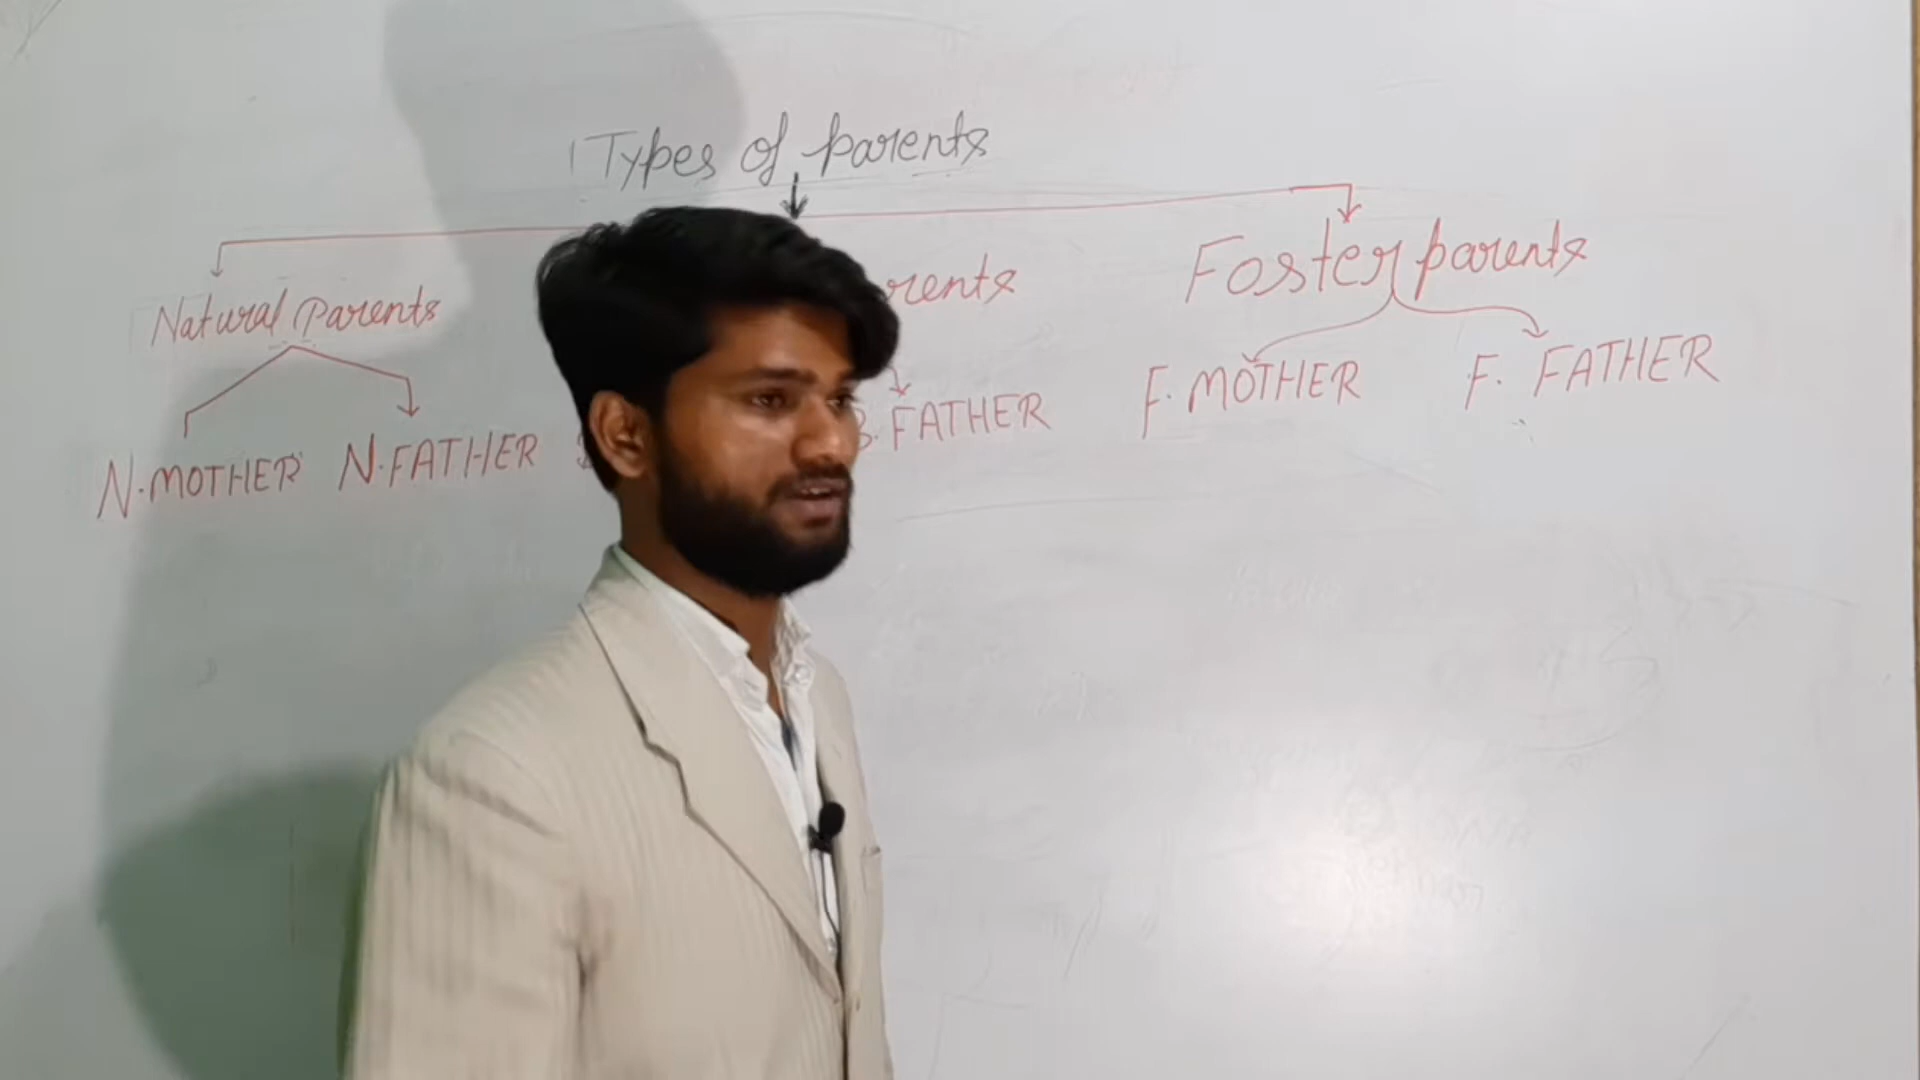 Types of parents
Natural Parents
rents
Foster parents
N.MOTHER N.FATHER
B.FATHER
F.MOTHER
F. FATHER